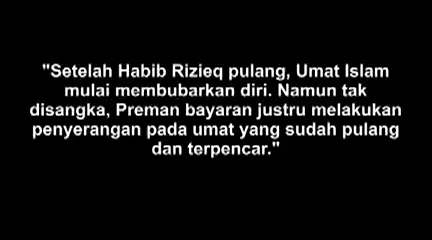 "Setelah Habib Rizieq pulang, Umat Islam
mulai membubarkan diri. Namun tak
disangka, Preman bayaran justru melakukan
penyerangan pada umat yang sudah pulang
dan terpencar."